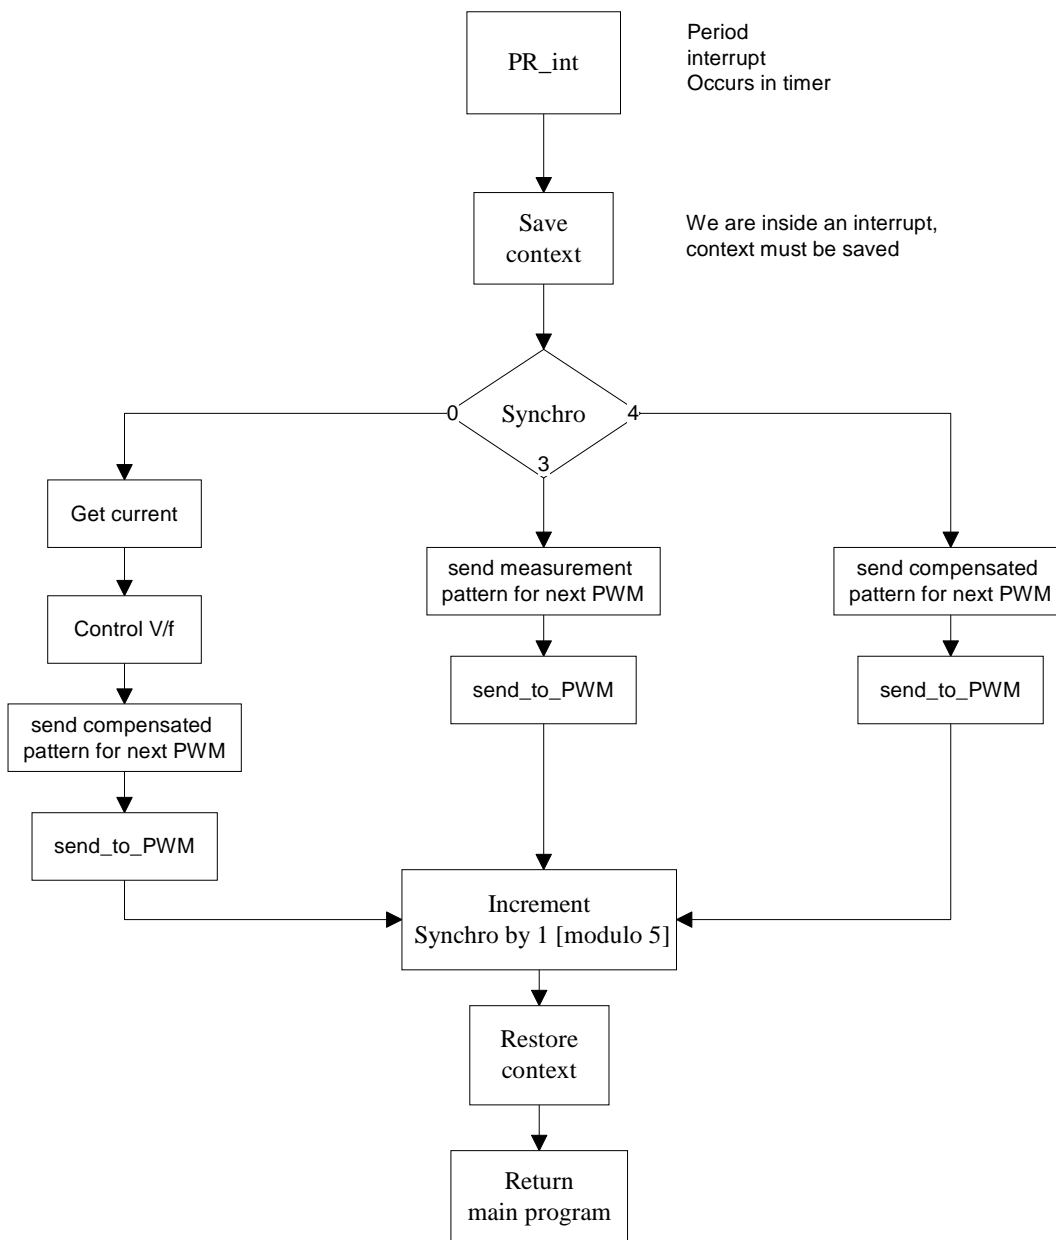 PR_int
Period
interrupt
Occurs in timer
Save
context
We are inside an interrupt,
context must be saved
Synchro
0
3
4
Get current
Control V/f
send compensated
pattern for next PWM
send_to_PWM
send measurement
pattern for next PWM
send_to_PWM
send compensated
pattern for next PWM
send_to_PWM
Increment
Synchro by 1 [modulo 5]
Restore
context
Return
main program